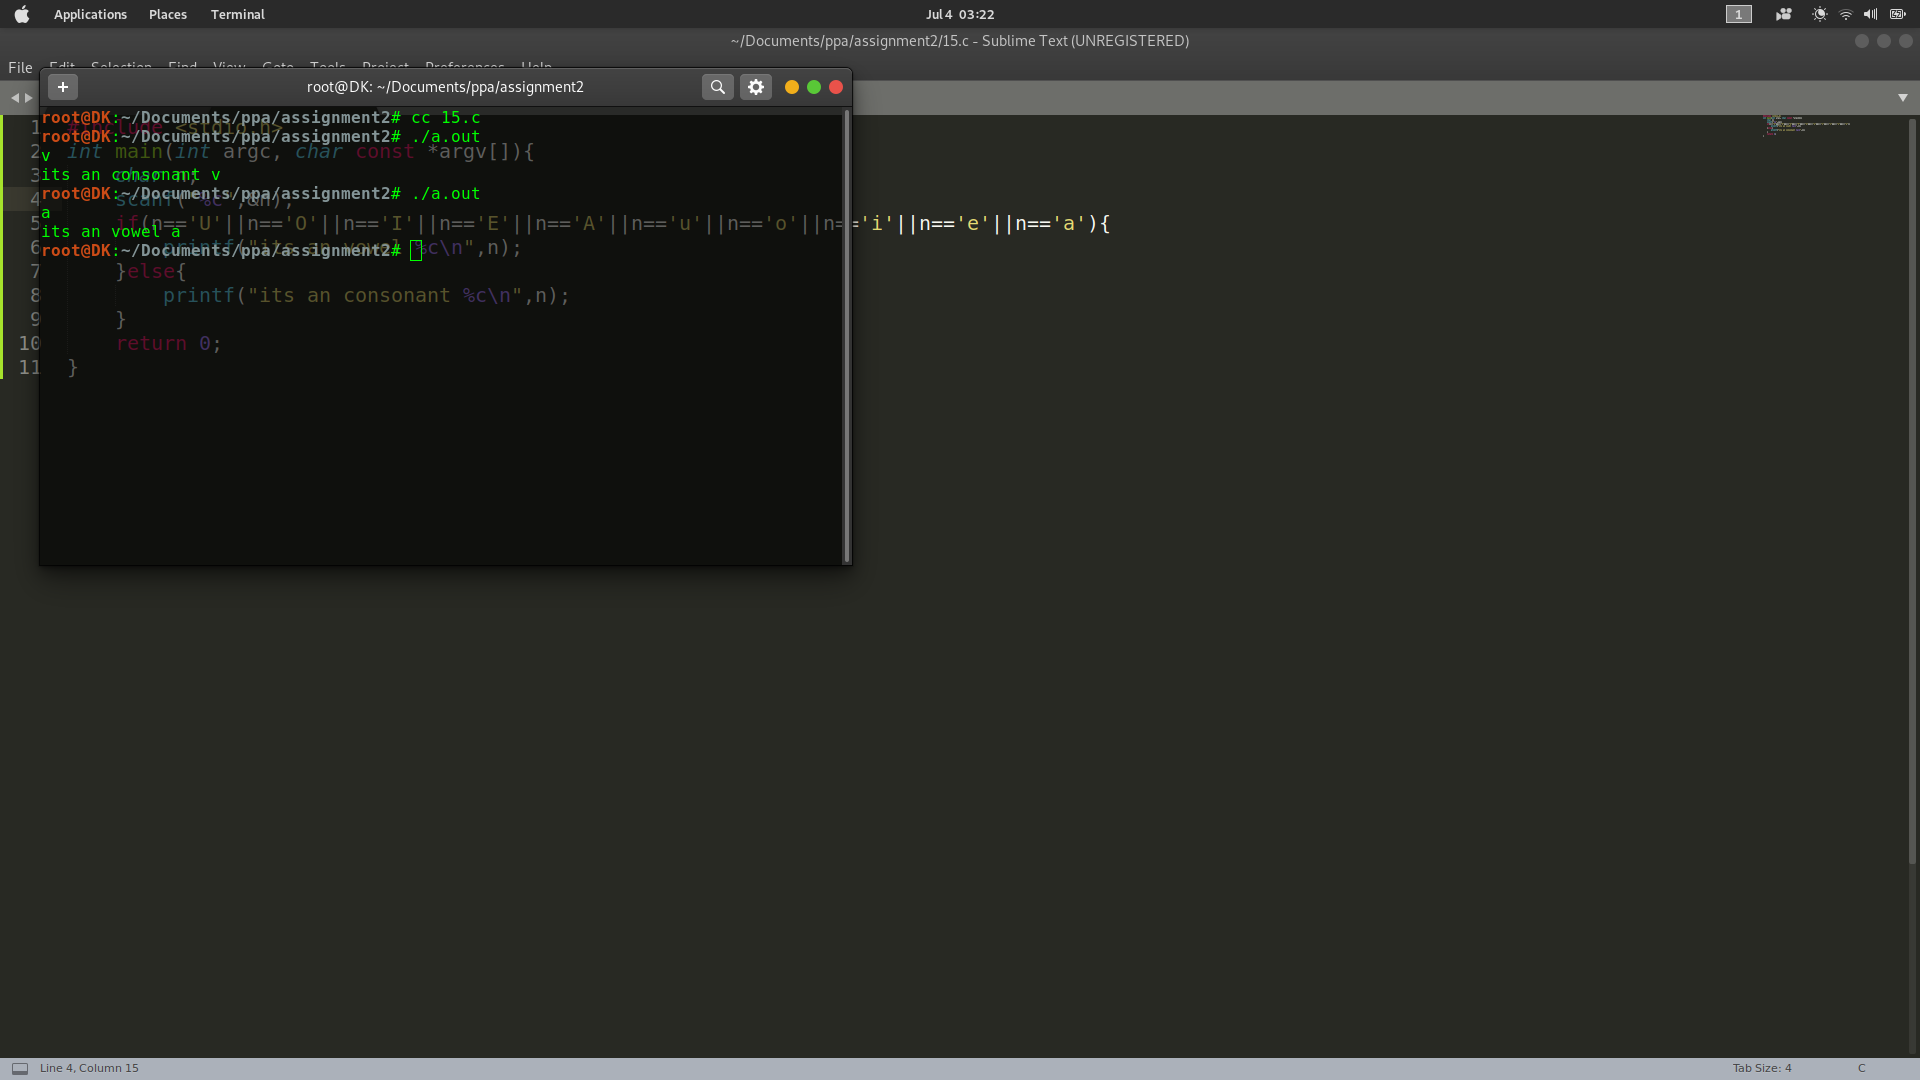 Applications Places Terminal
Jul 4 03:22
1
~/Documents/ppa/assignment2/15.c - Sublime Text (UNREGISTERED)
File Edit Selection Find View Goto Tools Project Preferences Help
root@DK: ~/Documents/ppa/assignment2
root@DK:~/Documents/ppa/assignment2# cc 15.c
root@DK:~/Documents/ppa/assignment2# ./a.out
v
its an consonant v
root@DK:~/Documents/ppa/assignment2# ./a.out
a
its an vowel a
root@DK:~/Documents/ppa/assignment2#
1 #include <stdio.h>
2 int main(int argc, char const *argv[]){
3 char n;
4 scanf("%c",&n);
5 if(n=='U'||n=='O'||n=='I'||n=='E'||n=='A'||n=='u'||n=='o'||n=='i'||n=='e'||n=='a'){
6 printf("its an vowel %c\n",n);
7 }else{
8 printf("its an consonant %c\n",n);
9 }
10 return 0;
11 }
Line 4, Column 15
Tab Size: 4
C